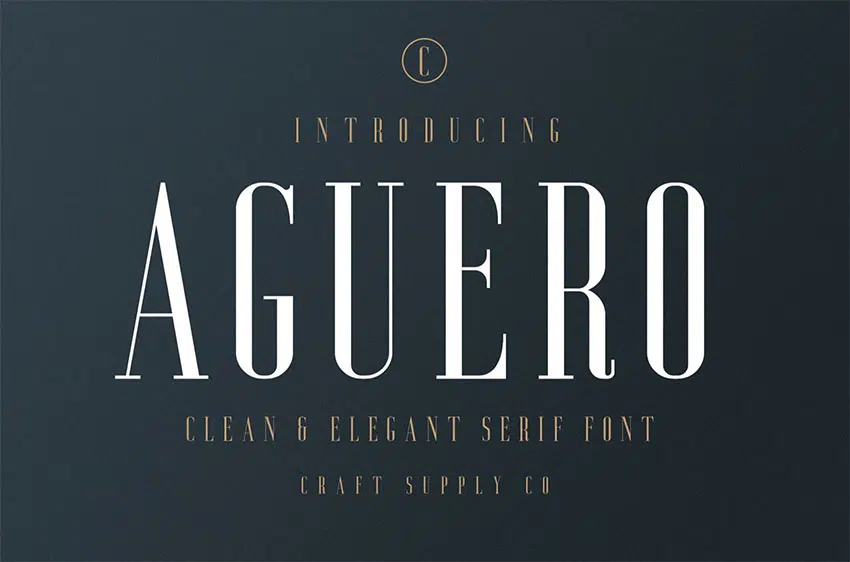 C
INTRODUCING
AGUERO
CLEAN & ELEGANT SERIF FONT
CRAFT SUPPLY CO